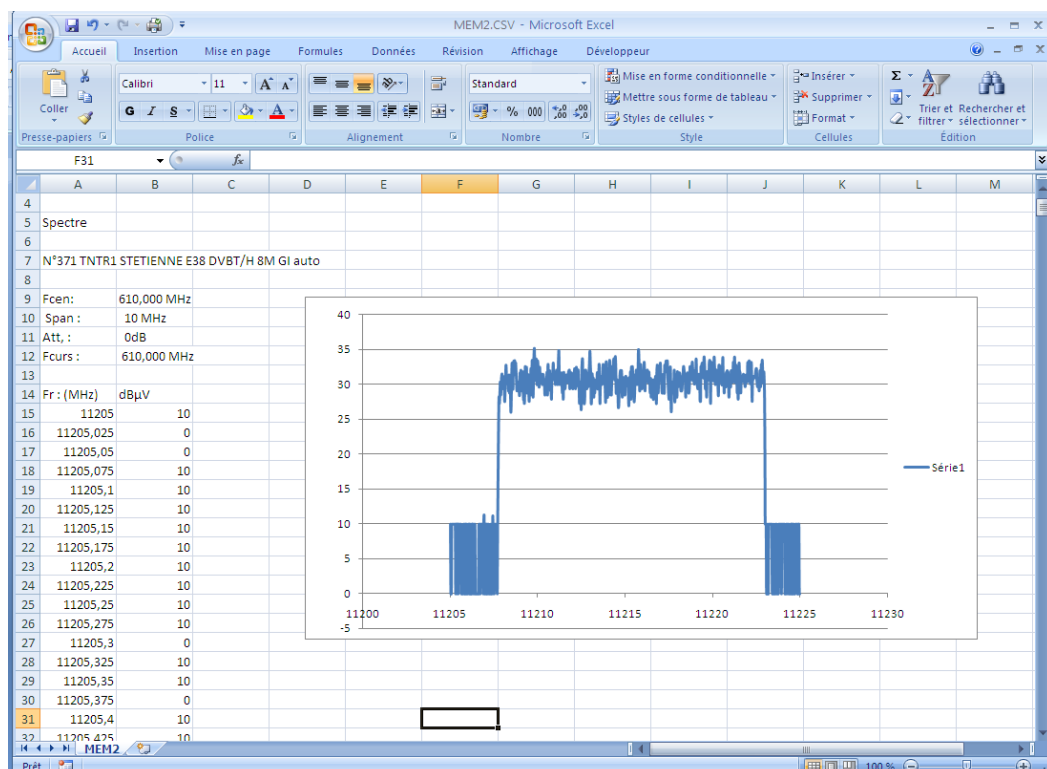 MEM2.CSV - Microsoft Excel
Accueil Insertion Mise en page Formules Données Révision Affichage Développeur
Coller
Calibri 11 A A
G I S A
Standard
% 000
Mise en forme conditionnelle
Mettre sous forme de tableau
Styles de cellules
Insérer
Supprimer
Format
Σ
Trier et filtrer
Rechercher et sélectionner
Presse-papiers Police Alignement Nombre Style Cellules Édition
F31 fx
A B C D E F G H I J K L M
4
5 Spectre
6
7 N°371 TNTR1 STETIENNE E38 DVBT/H 8M GI auto
8
9 Fcen: 610,000 MHz
10 Span : 10 MHz
11 Att, : 0dB
12 Fcurs : 610,000 MHz
13
14 Fr : (MHz) dBµV
15 11205 10
16 11205,025 0
17 11205,05 0
18 11205,075 10
19 11205,1 10
20 11205,125 10
21 11205,15 10
22 11205,175 10
23 11205,2 10
24 11205,225 10
25 11205,25 10
26 11205,275 10
27 11205,3 0
28 11205,325 10
29 11205,35 10
30 11205,375 0
31 11205,4 10
32 11205,425 10
40
35
30
25
20
15
10
5
0
-5
11200 11205 11210 11215 11220 11225 11230
Série1
MEM2
Prêt 100 %